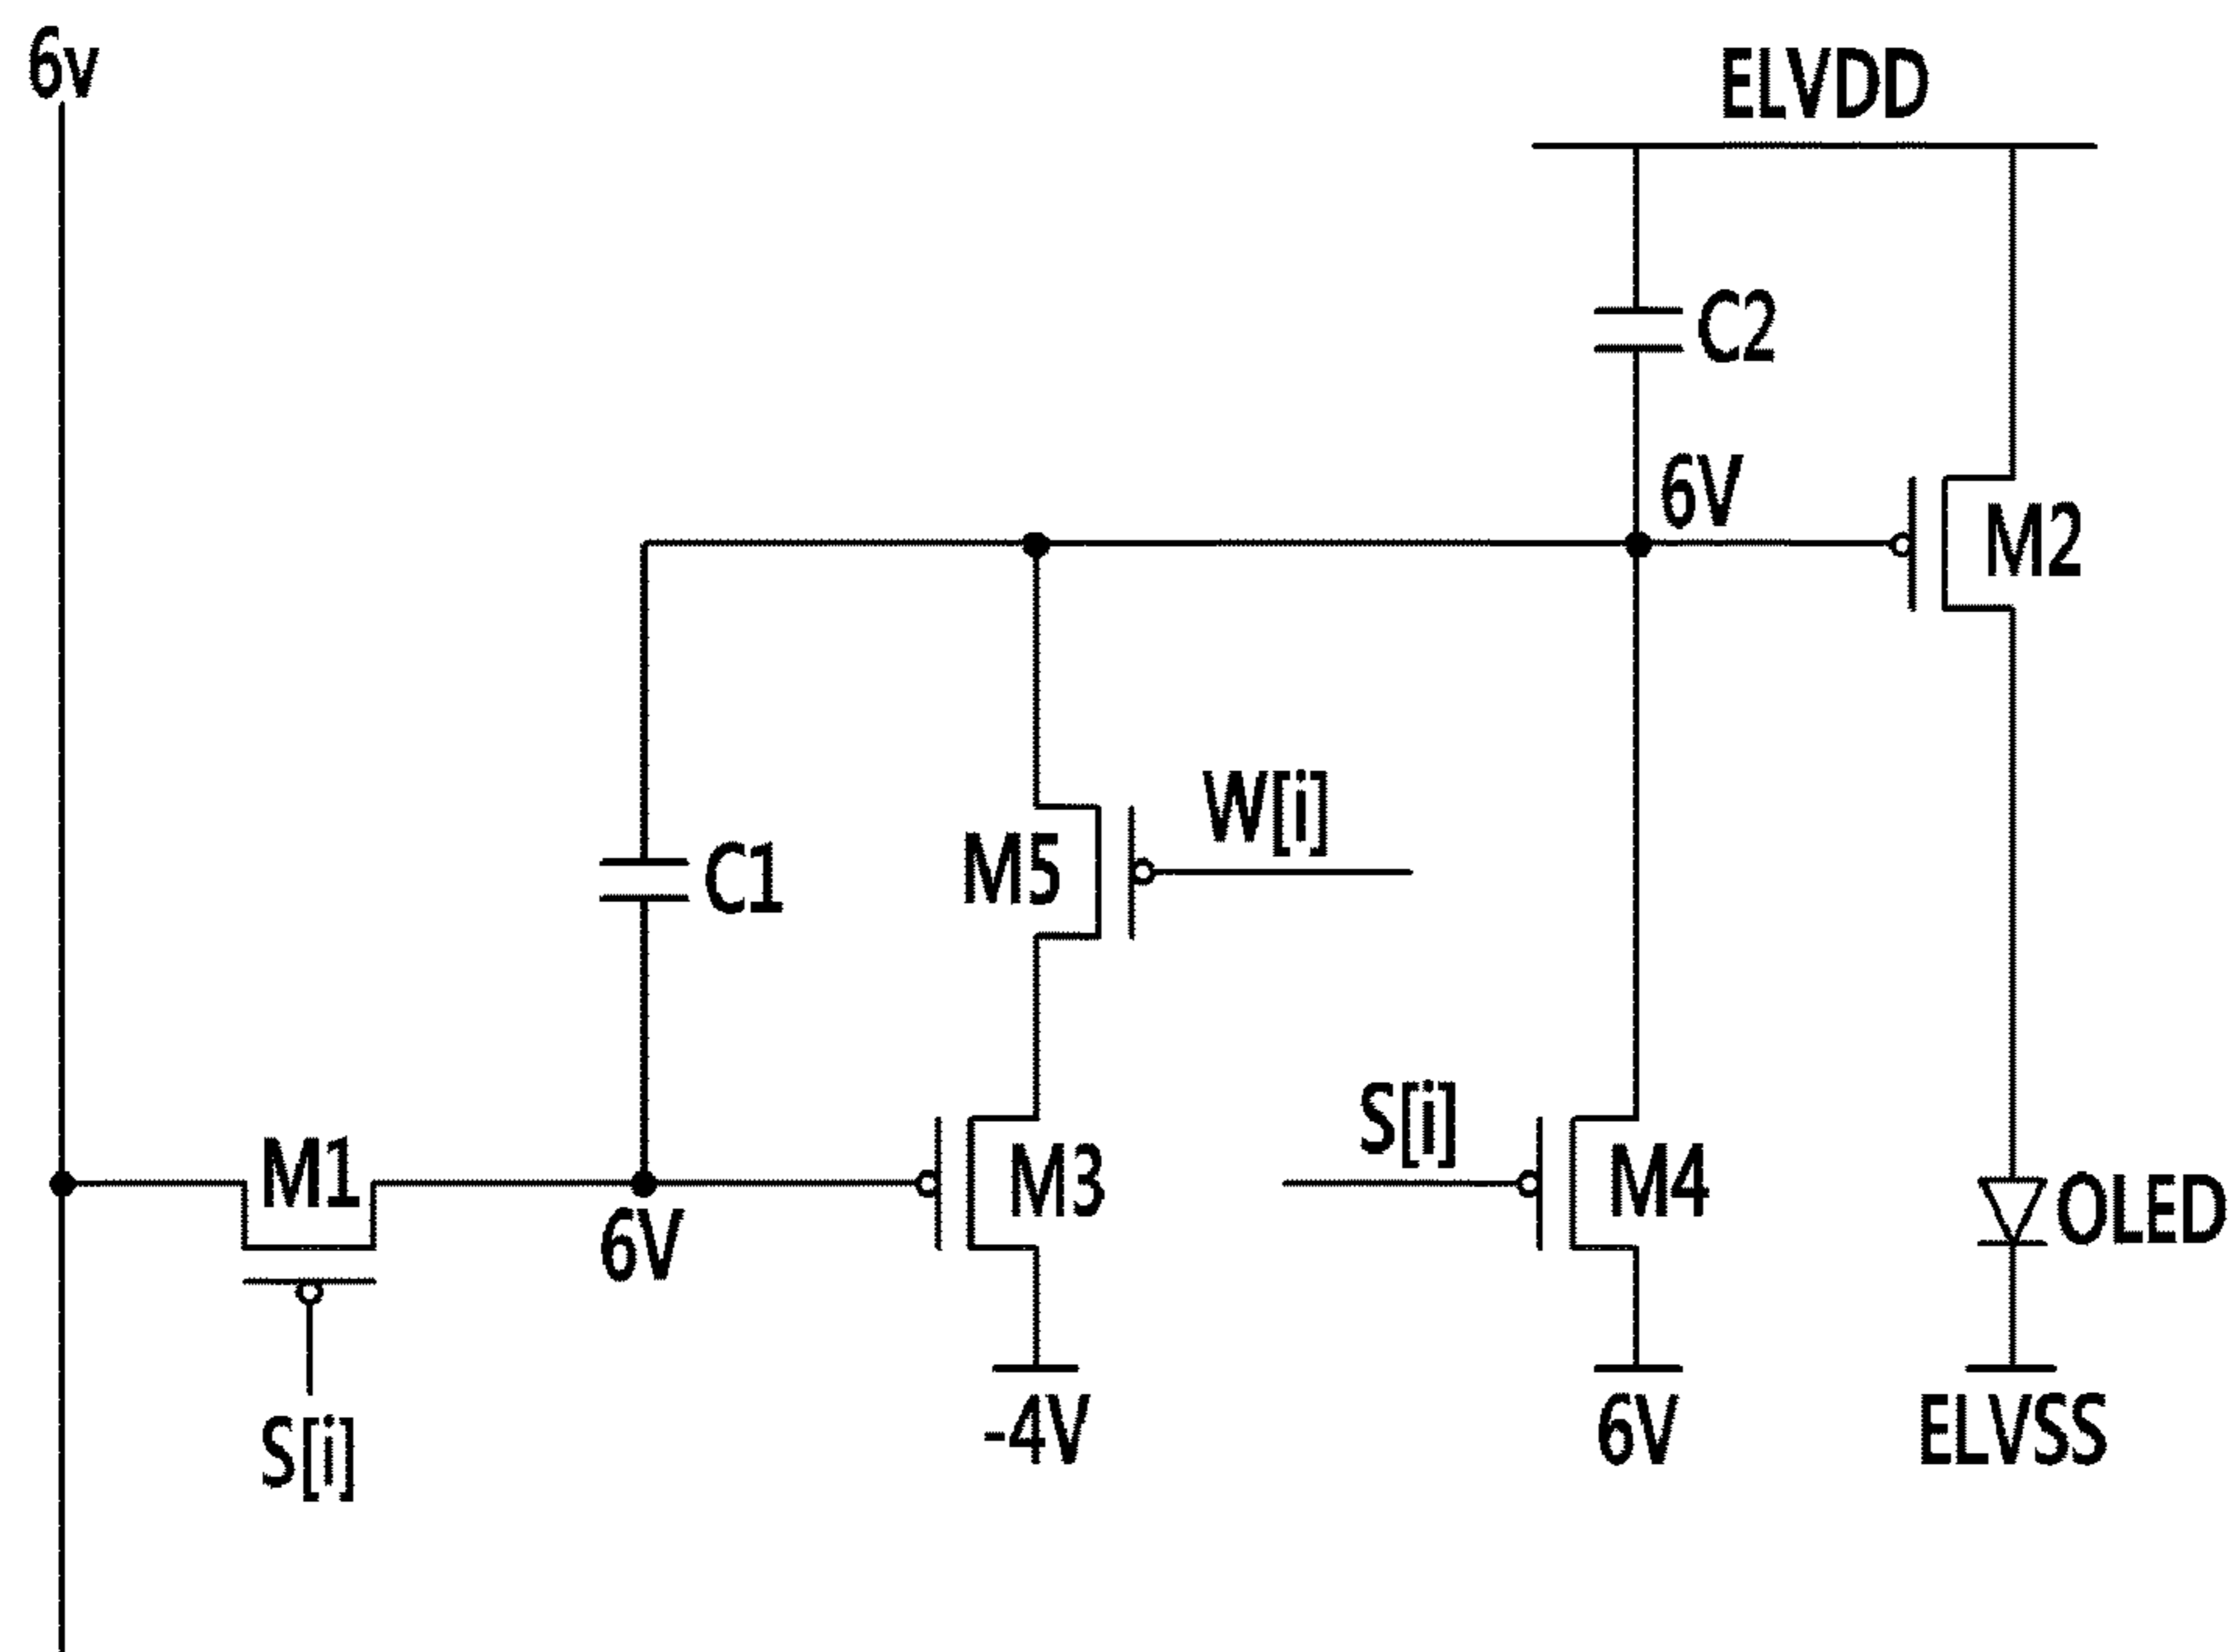 6v
ELVDD
C2
6V
M2
W[i]
M5
C1
S[i]
M1
M3
M4
OLED
6V
S[i]
-4V
6V
ELVSS